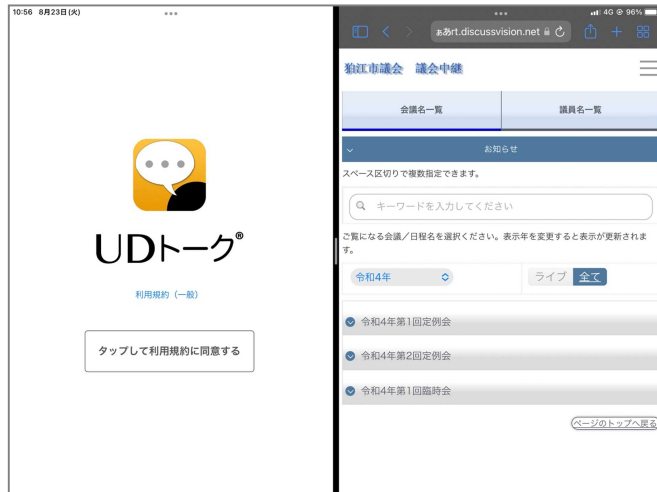 10:56 8月23日(火)
UDトーク®
利用規約（一般）
タップして利用規約に同意する
4G 96%
ぁあ rt.discussvision.net
狛江市議会 議会中継
会議名一覧 議員名一覧
お知らせ
スペース区切りで複数指定できます。
キーワードを入力してください
ご覧になる会議／日程名を選択ください。表示年を変更すると表示が更新されま
す。
令和4年 ライブ 全て
令和4年第1回定例会
令和4年第2回定例会
令和4年第1回臨時会
ページのトップへ戻る